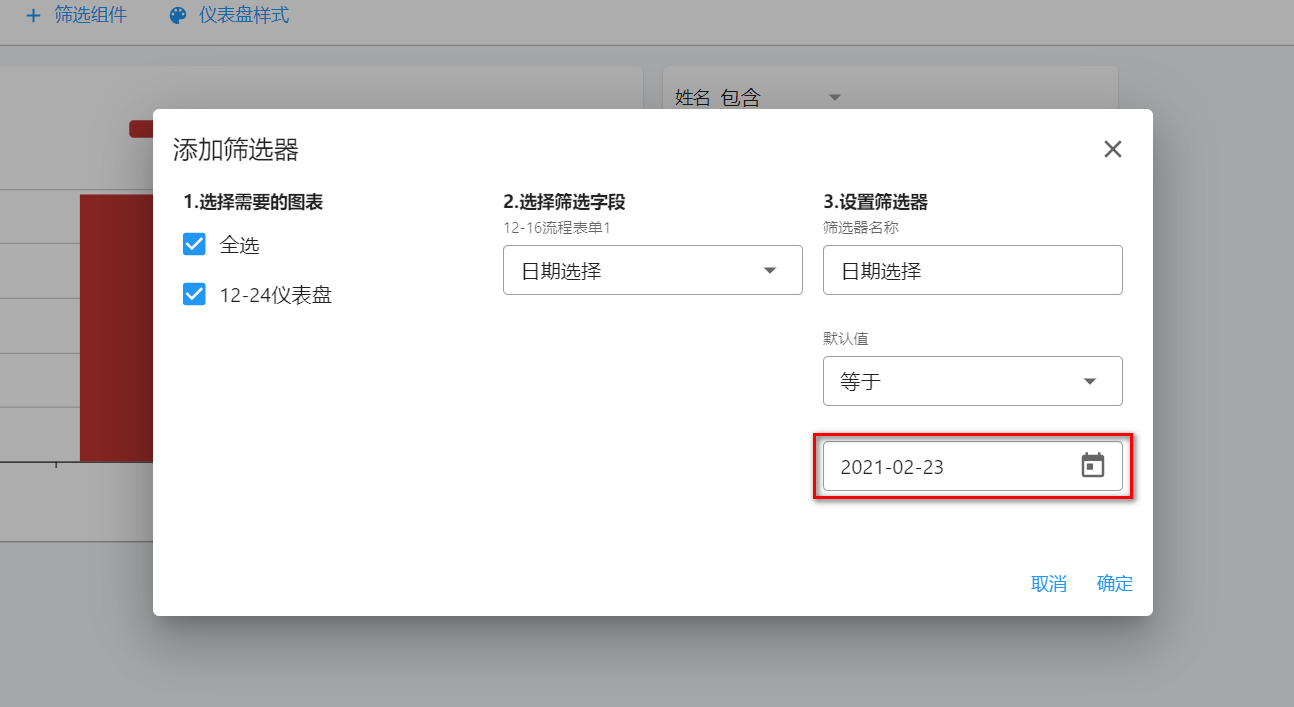 筛选组件 仪表盘样式
姓名 包含
添加筛选器
1.选择需要的图表
全选
12-24仪表盘
2.选择筛选字段
12-16流程表单1
日期选择
3.设置筛选器
筛选器名称
日期选择
默认值
等于
2021-02-23
取消 确定